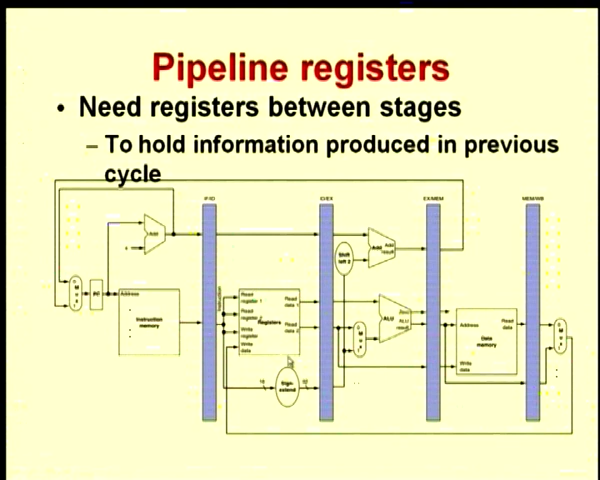 Pipeline registers
• Need registers between stages
– To hold information produced in previous
cycle
IF/ID
ID/EX
EX/MEM
MEM/WB
Add
4
Add
Add
result
Shift
left 2
M
u
x
PC
Address
Instruction
memory
Instruction
Read
register 1
Read
register 2
Registers
Write
register
Write
data
Read
data 1
Read
data 2
16
Sign
extend
32
M
u
x
Zero
ALU
ALU
result
Address
Read
data
Data
memory
Write
data
M
u
x